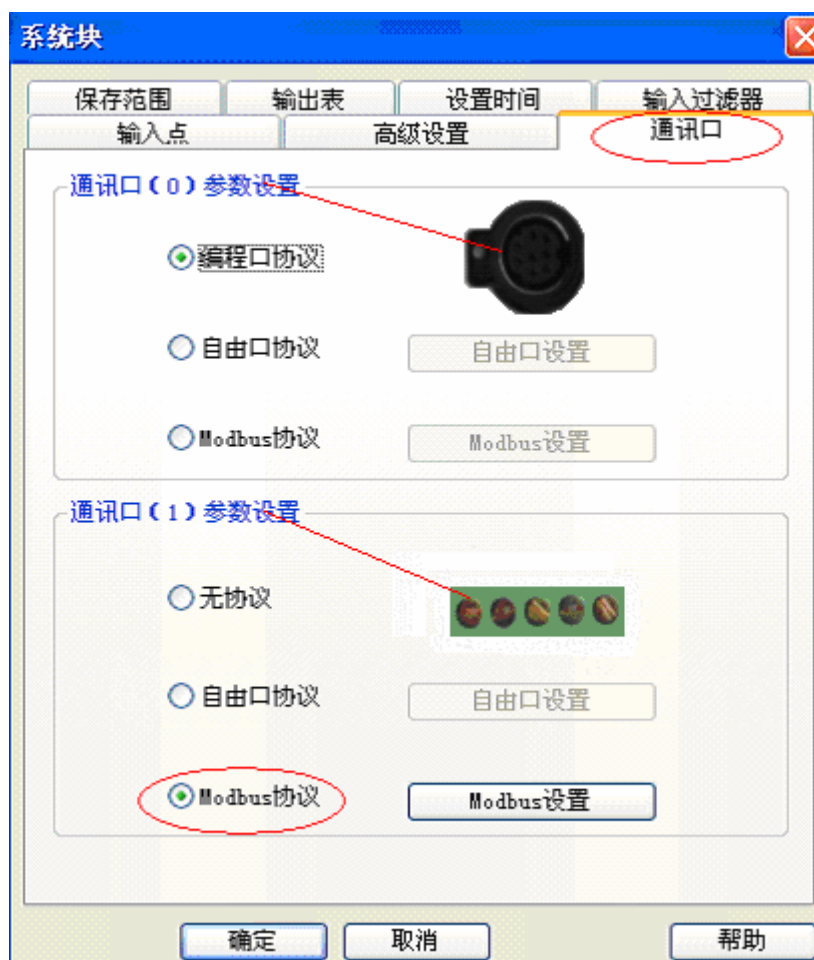 系统块
保存范围 输出表 设置时间 输入过滤器
输入点 高级设置 通讯口
通讯口(0)参数设置
编程口协议
自由口协议 自由口设置
Modbus协议 Modbus设置
通讯口(1)参数设置
无协议
自由口协议 自由口设置
Modbus协议 Modbus设置
确定 取消 帮助